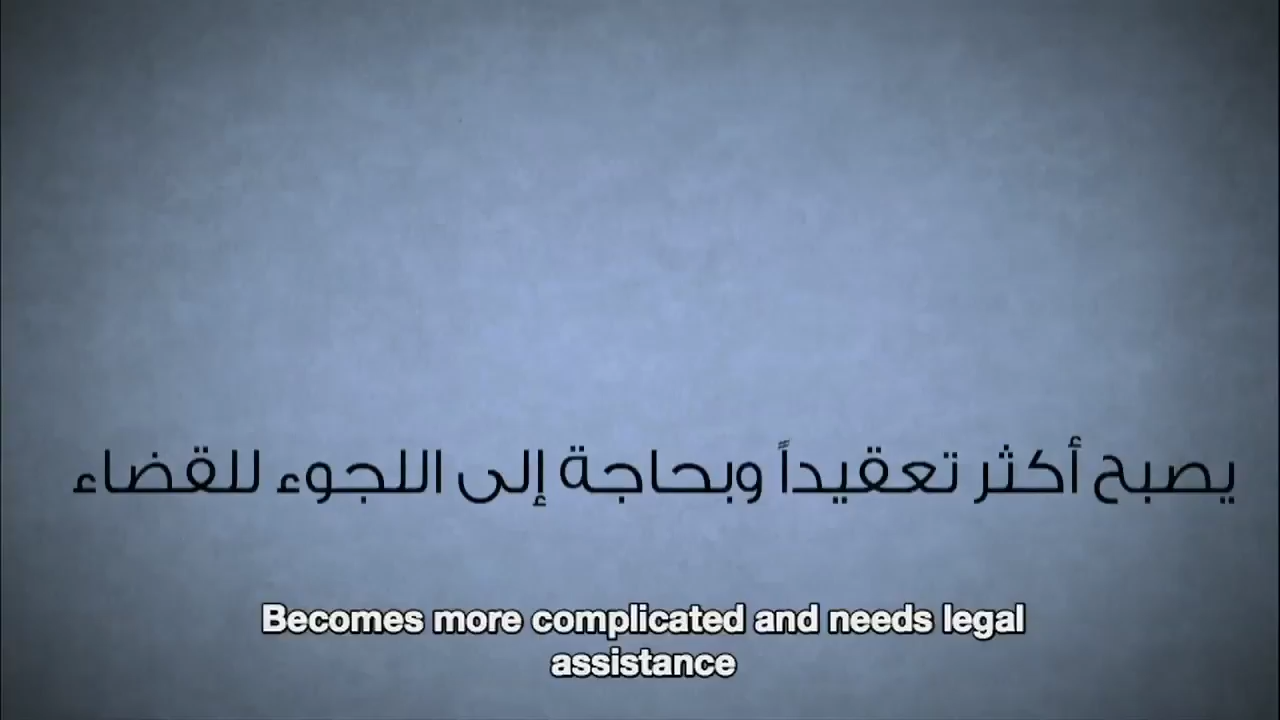 يصبح أكثر تعقيداً وبحاجة إلى اللجوء للقضاء
Becomes more complicated and needs legal
assistance